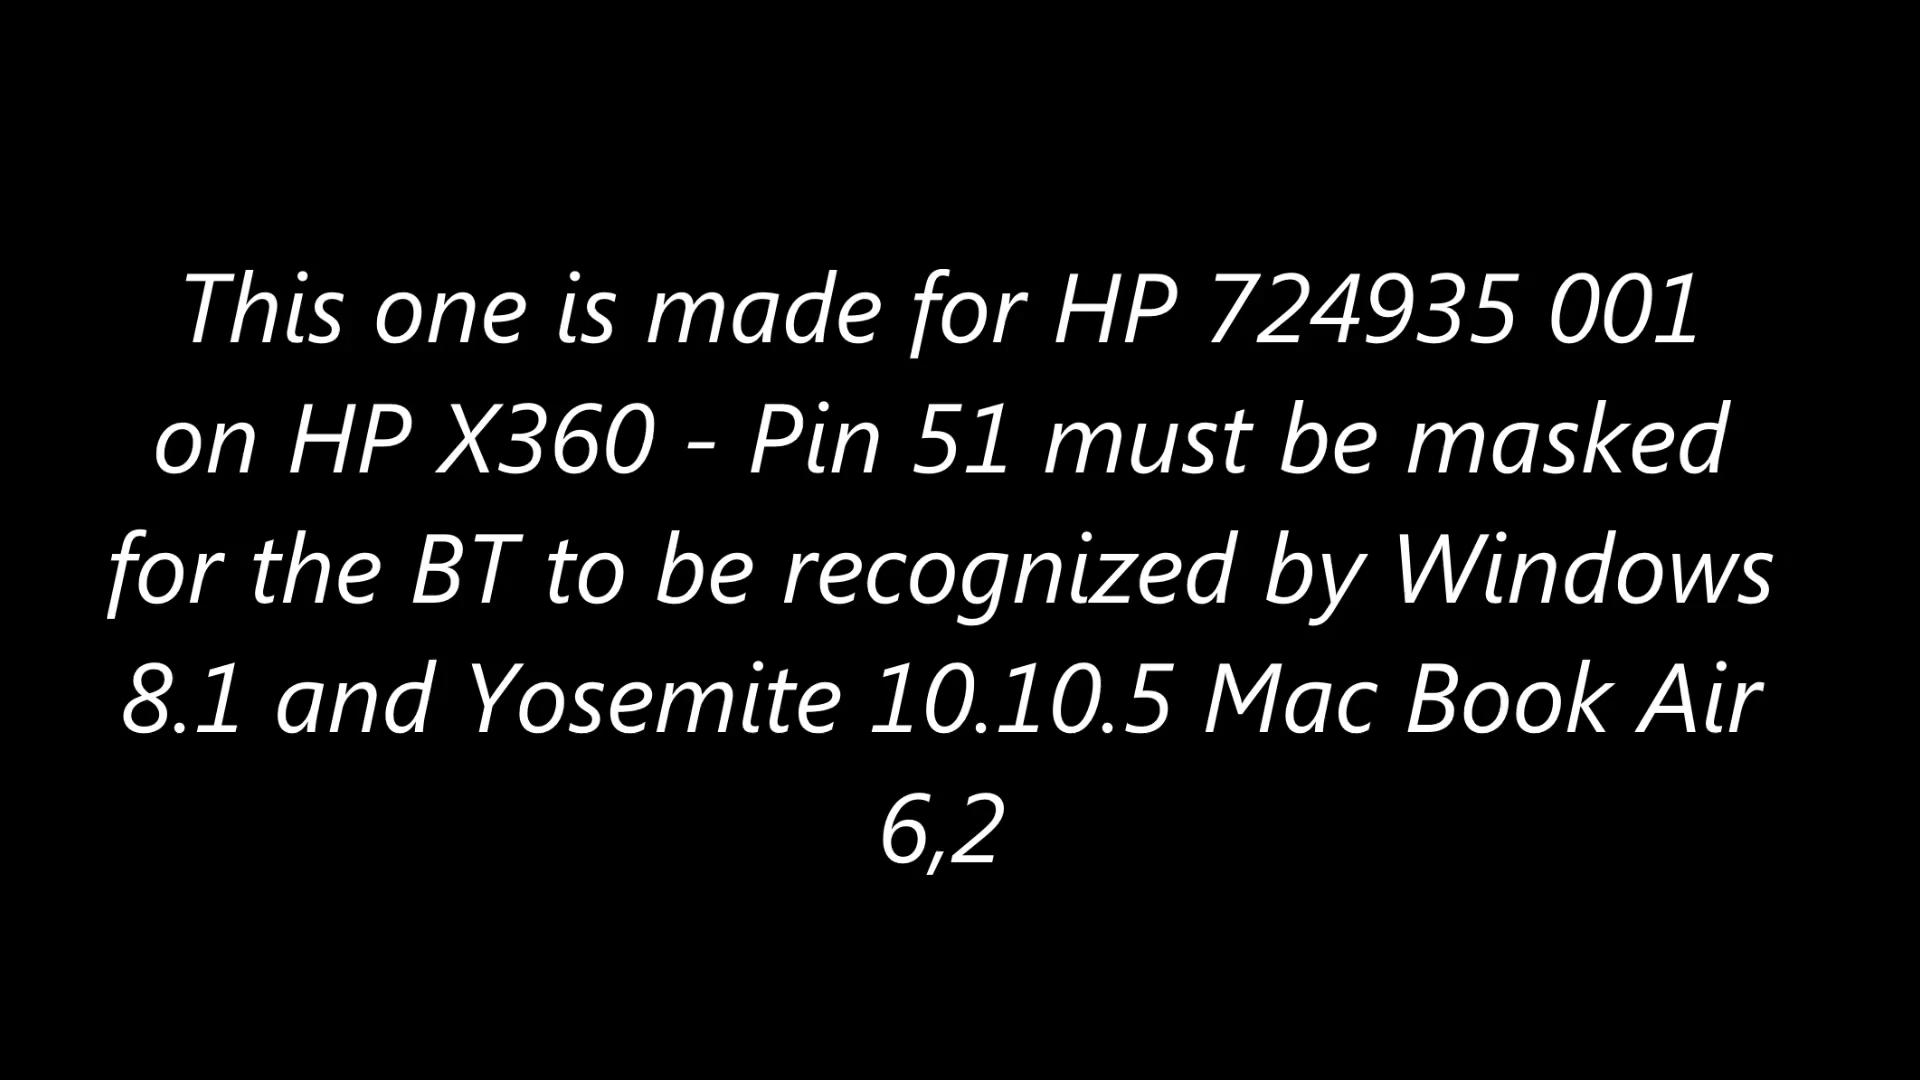 This one is made for HP 724935 001
on HP X360 - Pin 51 must be masked
for the BT to be recognized by Windows
8.1 and Yosemite 10.10.5 Mac Book Air
6,2